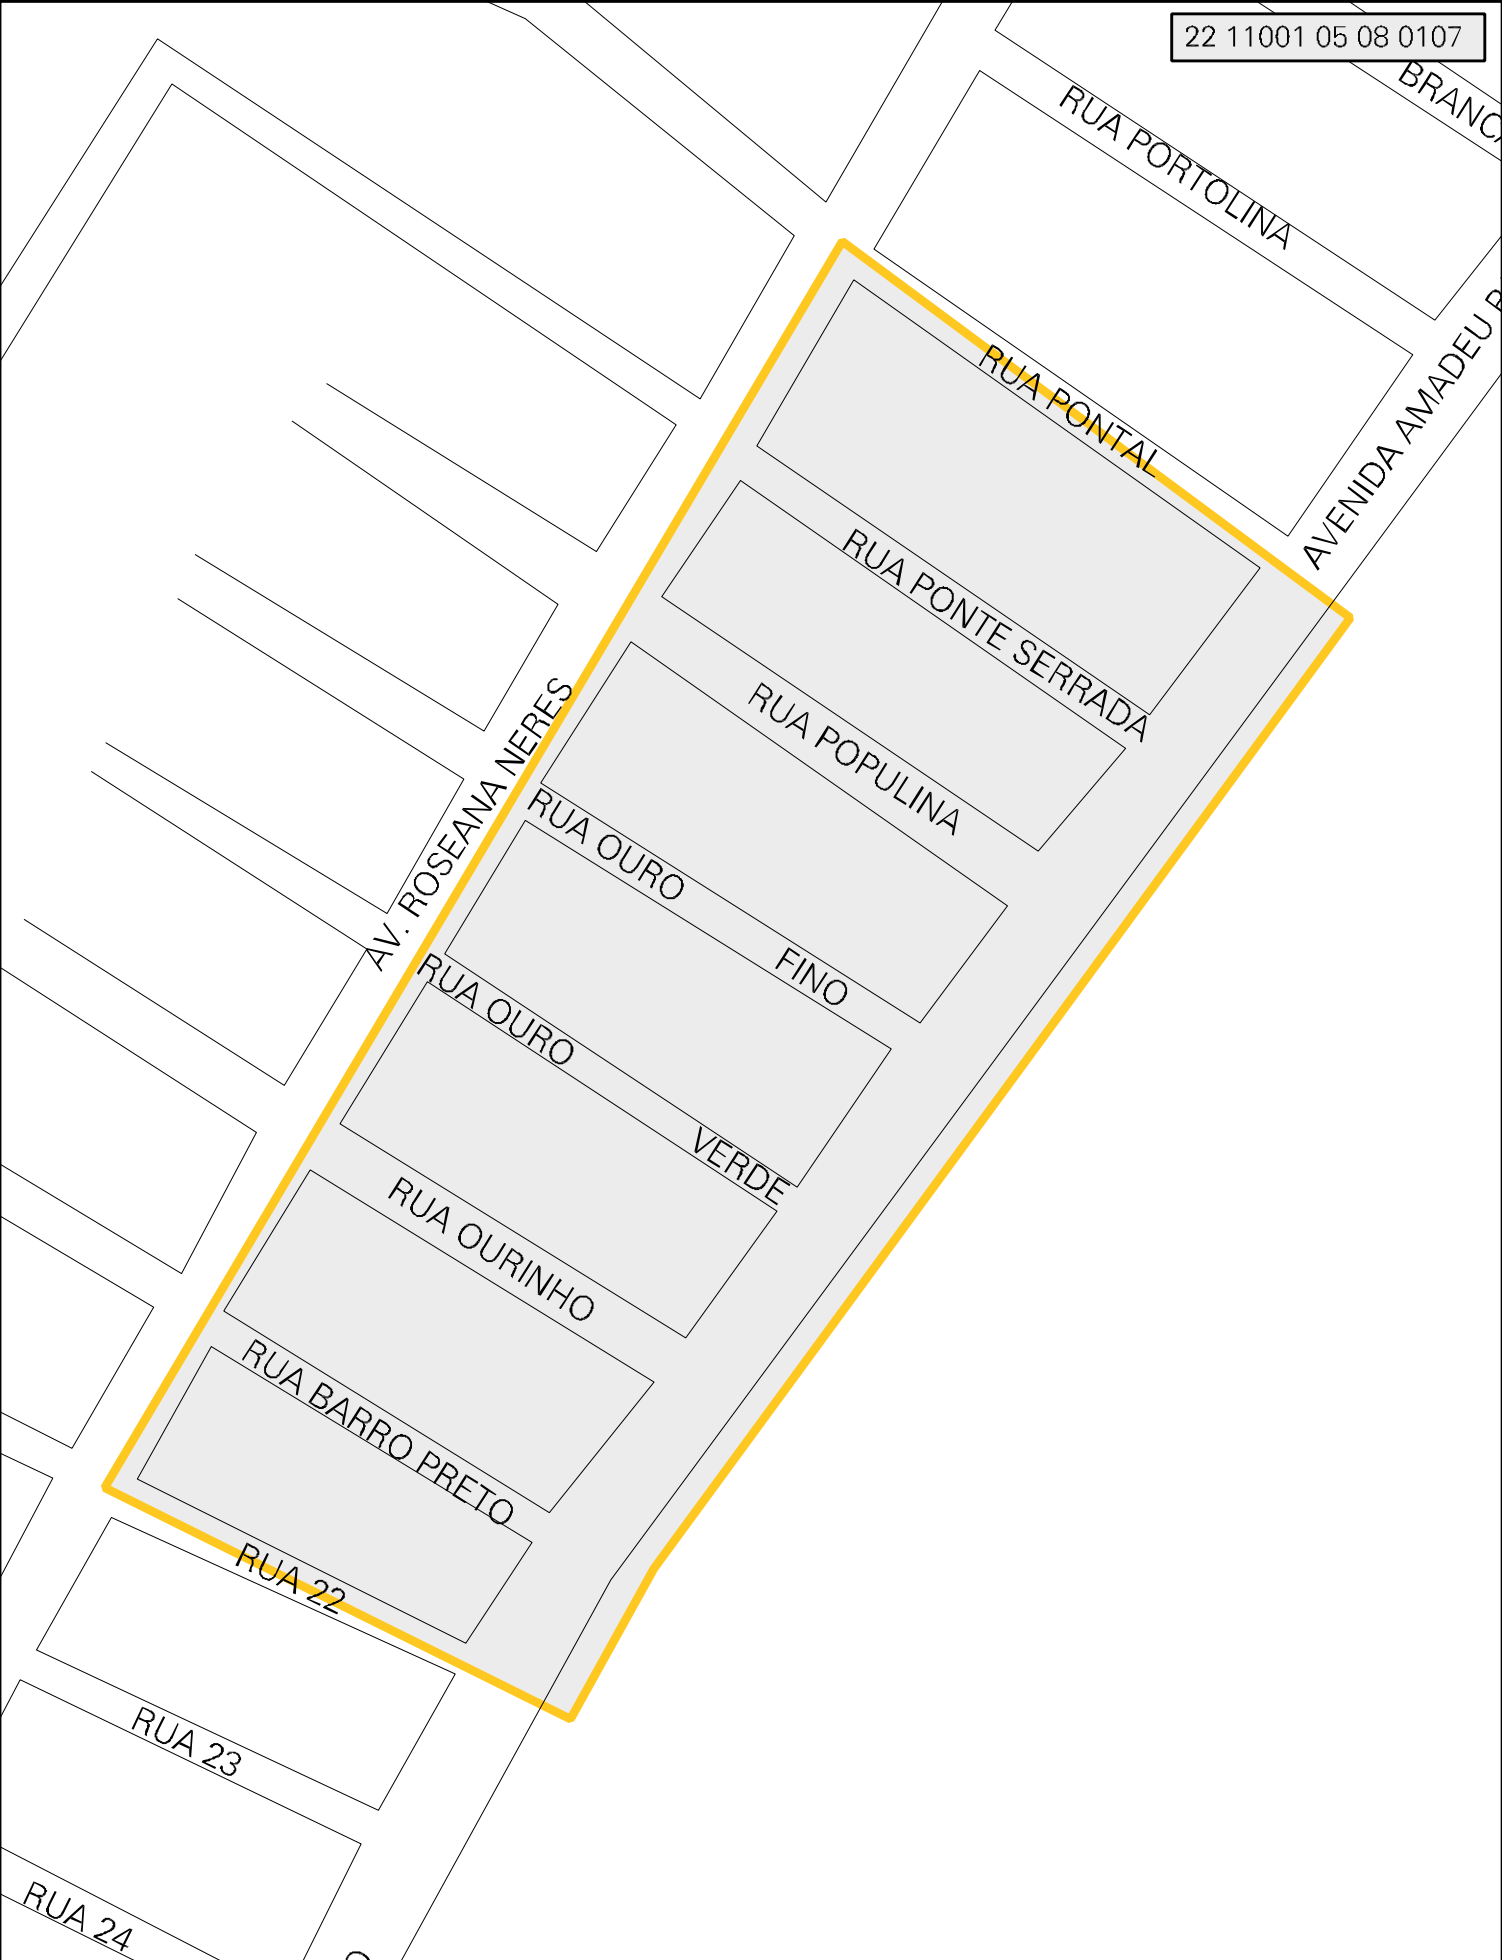 22 11001 05 08 0107
RUA PORTOLINA
RUA PONTAL
AVENIDA AMADEU
RUA PONTE SERRADA
RUA POPULINA
AV. ROSEANA NERES
RUA OURO FINO
RUA OURO VERDE
RUA OURINHO
RUA BARRO PRETO
RUA 22
RUA 23
RUA 24